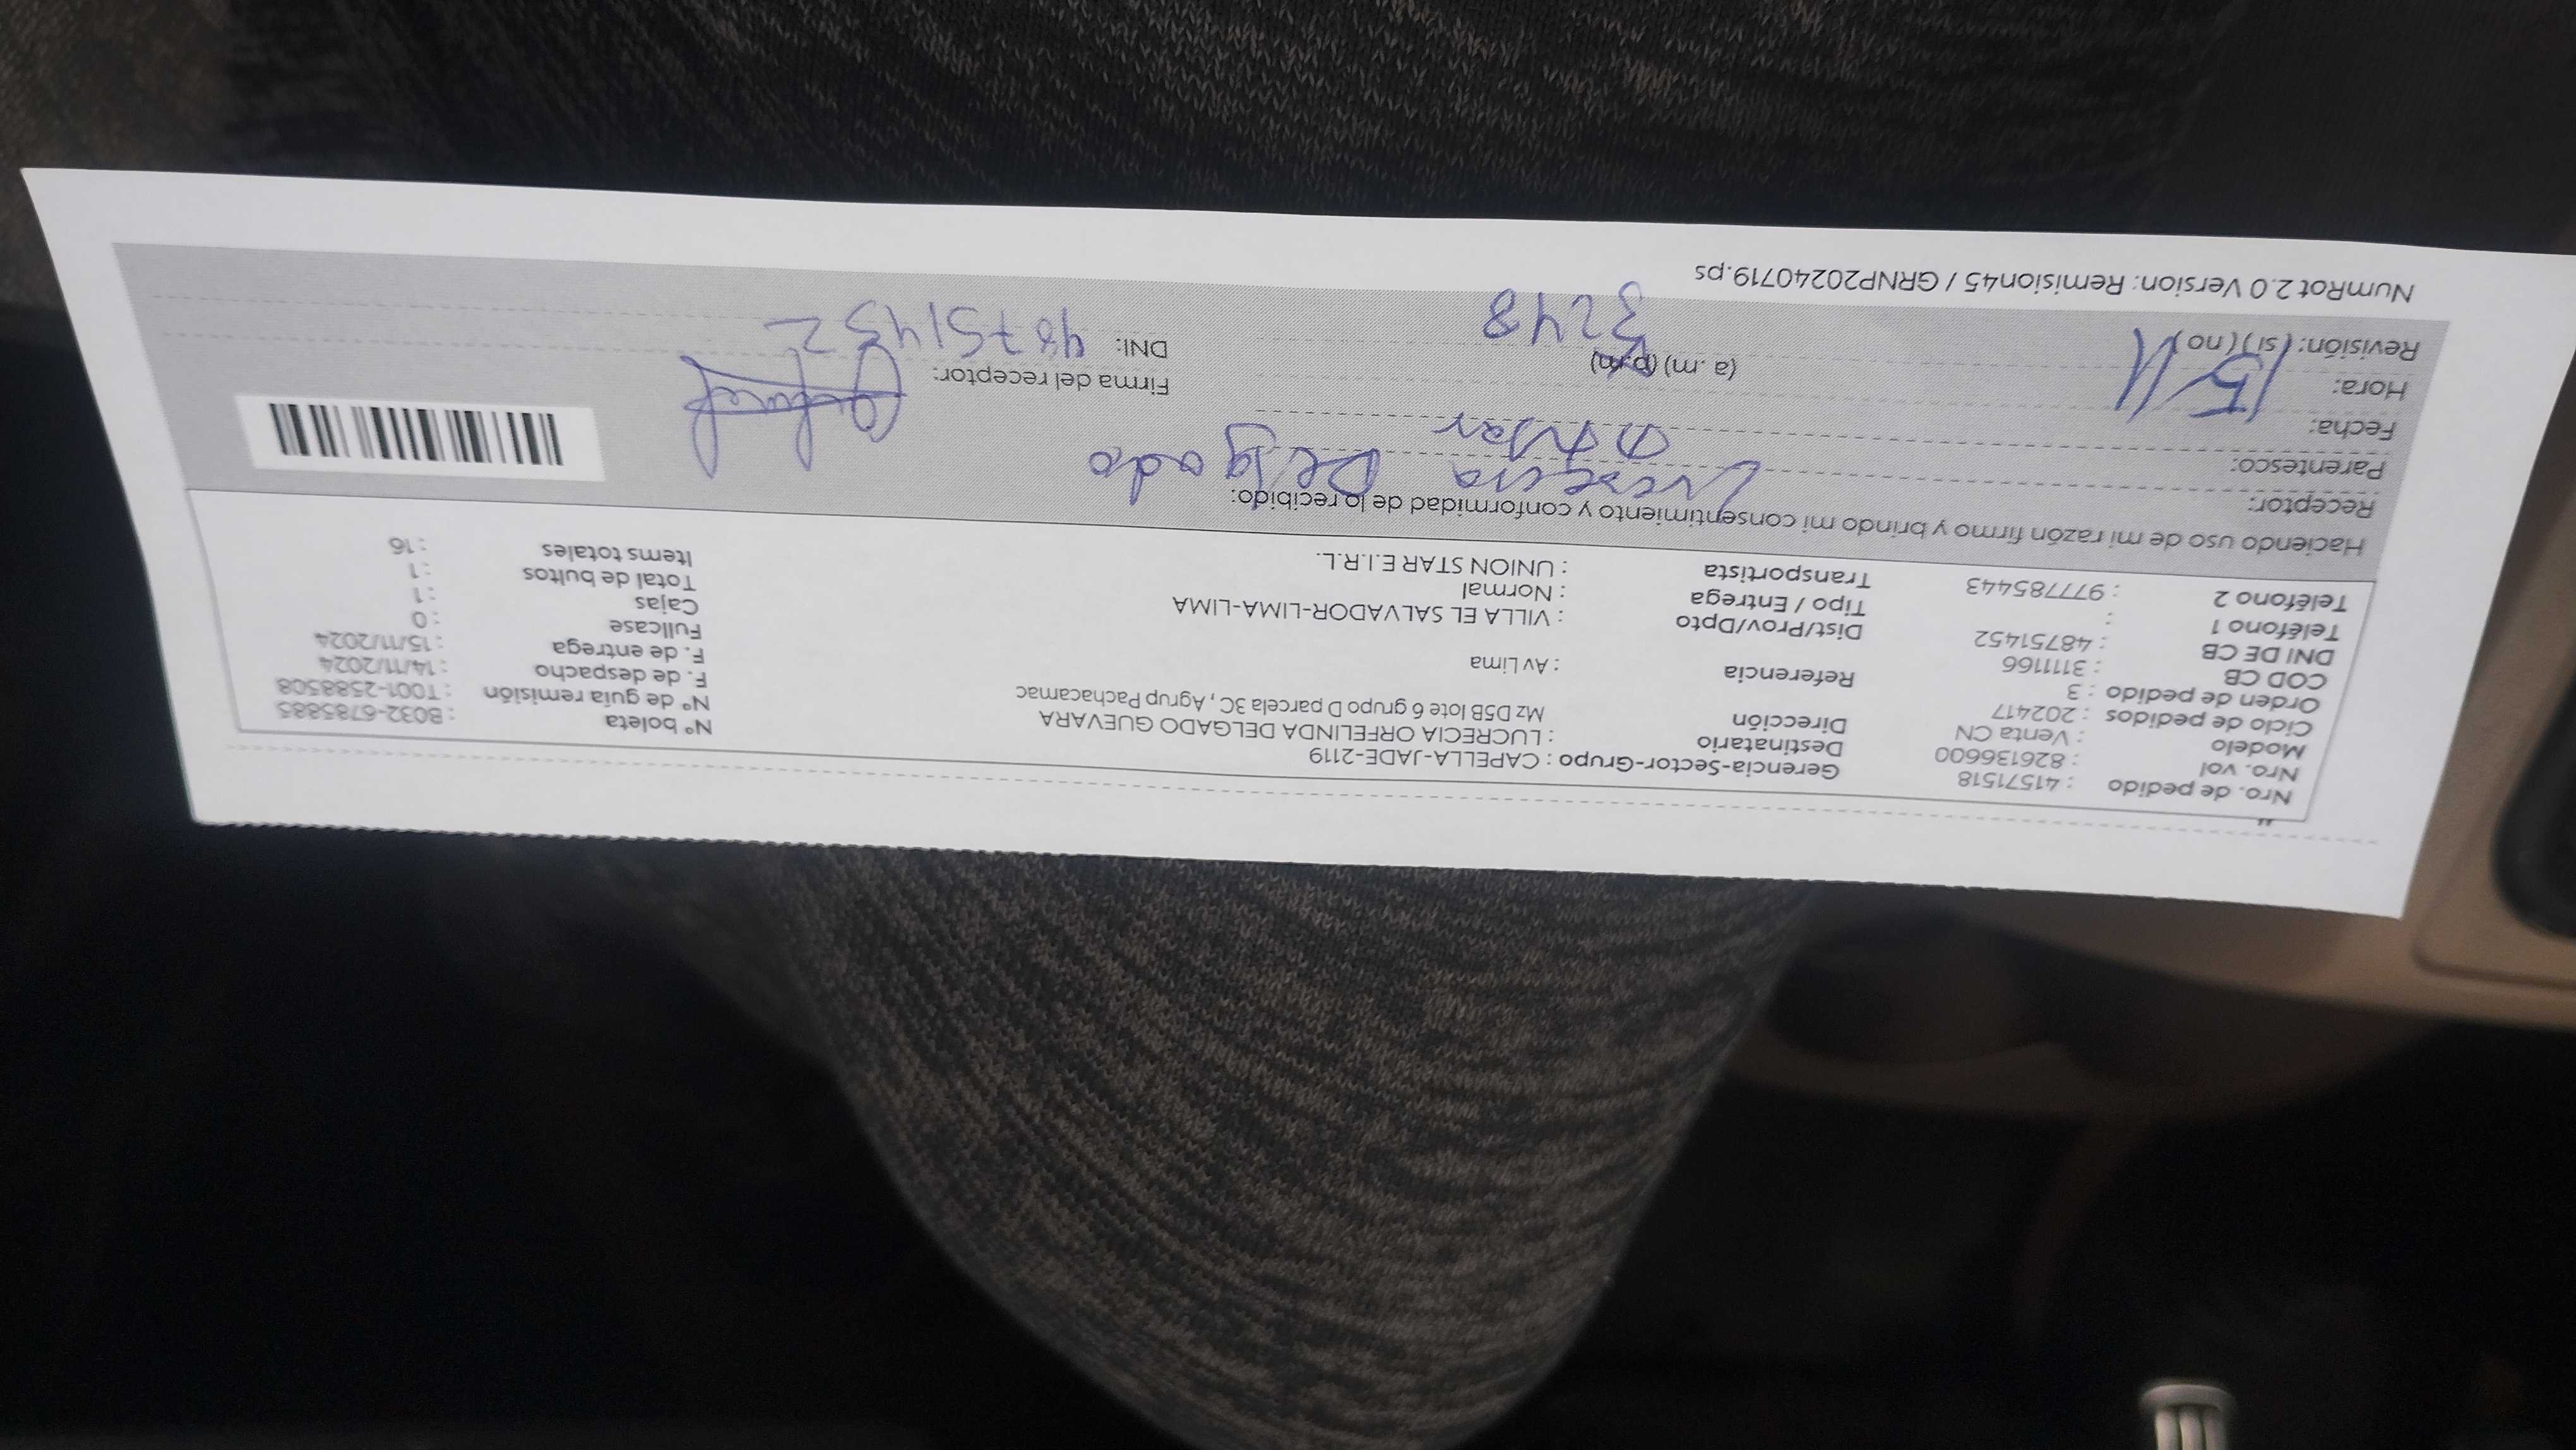 Nro. de pedido : 41571518
Nro. vol : 826136600
Modelo : Venta CN
Ciclo de pedidos : 202417
Orden de pedido : 3
COD CB : 3111166
DNI DE CB : 48751452
Teléfono 1 :
Teléfono 2 : 977785443
Gerencia-Sector-Grupo : CAPELLA-JADE-2119
Destinatario : LUCRECIA ORFELINDA DELGADO GUEVARA
Dirección Mz D5B lote 6 grupo D parcela 3C , Agrup Pachacamac
Referencia : Av Lima
Dist/Prov/Dpto : VILLA EL SALVADOR-LIMA-LIMA
Tipo / Entrega : Normal
Transportista : UNION STAR E.I.R.L.
N° boleta : B032-6785885
N° de guía remisión : T001-2588508
F. de despacho : 14/11/2024
F. de entrega : 15/11/2024
Fullcase : 0
Cajas : 1
Total de bultos : 1
Items totales : 16
Haciendo uso de mi razón firmo y brindo mi consentimiento y conformidad de lo recibido:
Receptor: Delgado
Parentesco:
Fecha: 15/11
Hora: (a .m) (p.m)
Revisión: ( si ) ( no ) 3248
Firma del receptor:
DNI:
NumRot 2.0 Version: Remision45 / GRNP20240719.ps